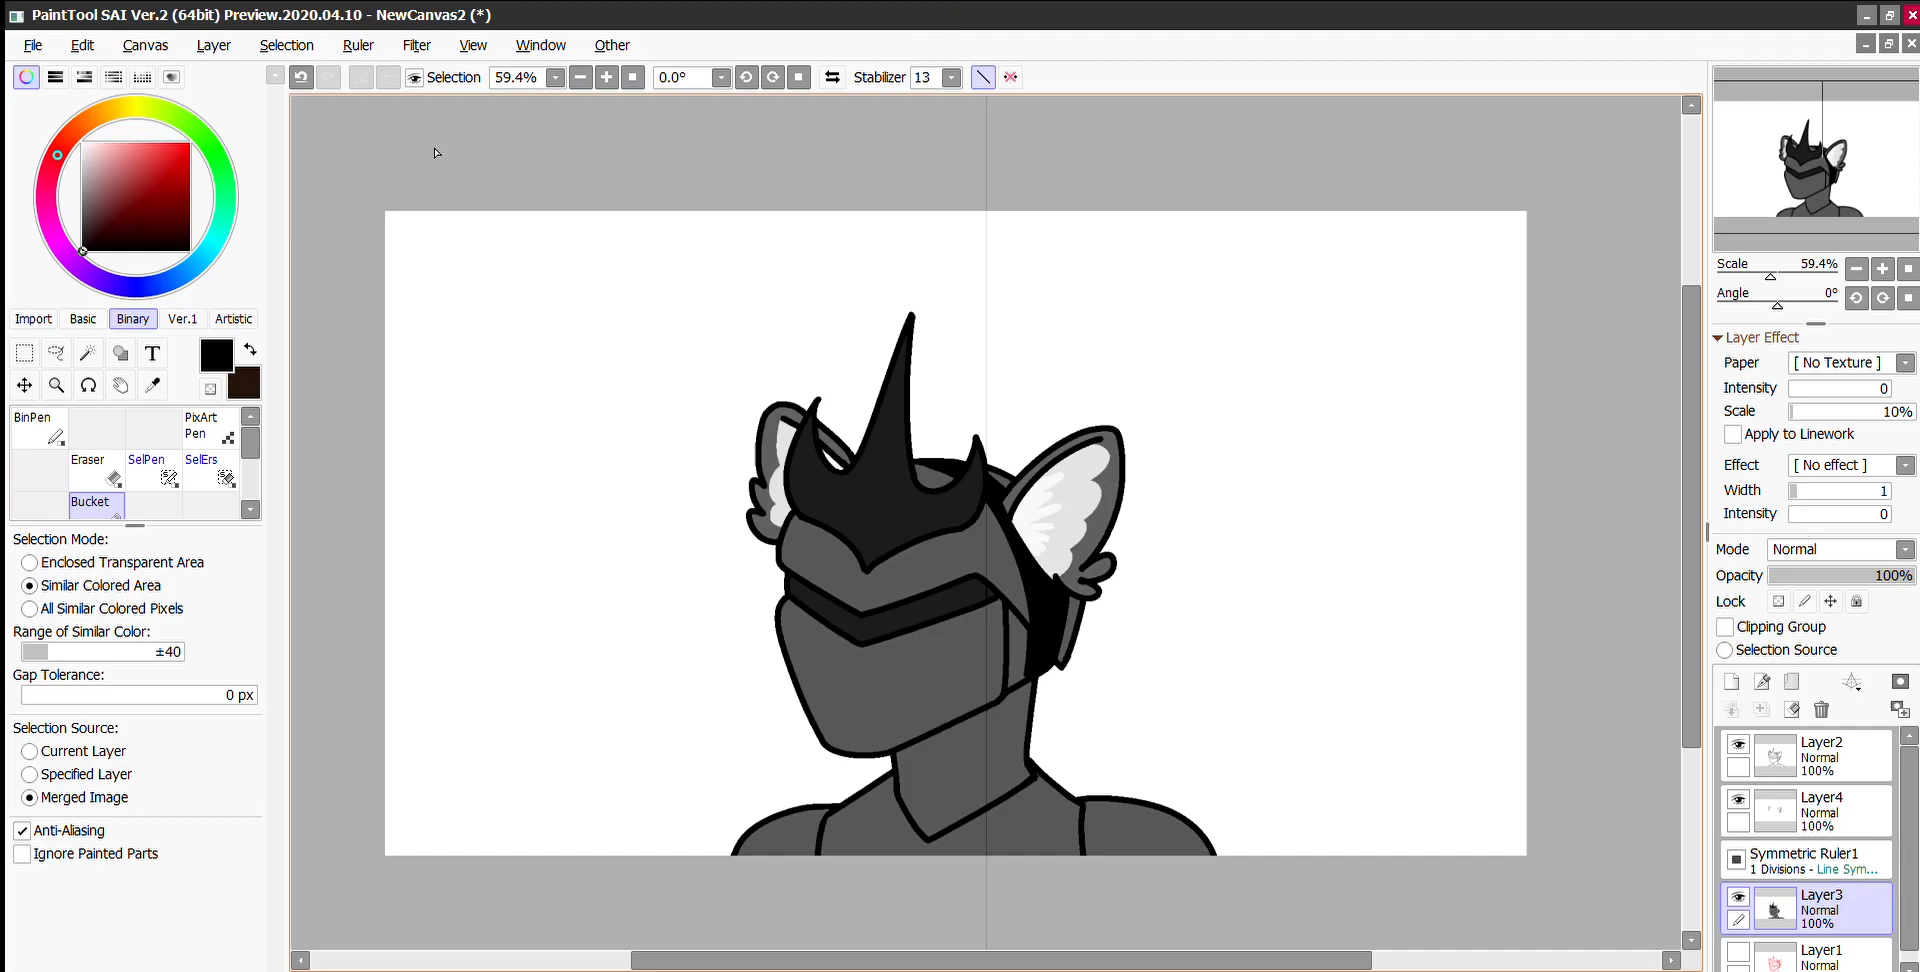 PaintTool SAI Ver.2 (64bit) Preview.2020.04.10 - NewCanvas2 (*)
File Edit Canvas Layer Selection Ruler Filter View Window Other
Selection 59.4% 0.0° Stabilizer 13
Scale 59.4%
Angle 0°
Import Basic Binary Ver.1 Artistic
T
BinPen PixArt Pen
Eraser SelPen SelErs
Bucket
Selection Mode:
Enclosed Transparent Area
Similar Colored Area
All Similar Colored Pixels
Range of Similar Color:
±40
Gap Tolerance:
0 px
Selection Source:
Current Layer
Specified Layer
Merged Image
Anti-Aliasing
Ignore Painted Parts
Layer Effect
Paper [ No Texture ]
Intensity 0
Scale 10%
Apply to Linework
Effect [ No effect ]
Width 1
Intensity 0
Mode Normal
Opacity 100%
Lock
Clipping Group
Selection Source
Layer2
Normal
100%
Layer4
Normal
100%
Symmetric Ruler1
1 Divisions - Line Sym...
Layer3
Normal
100%
Layer1
Normal